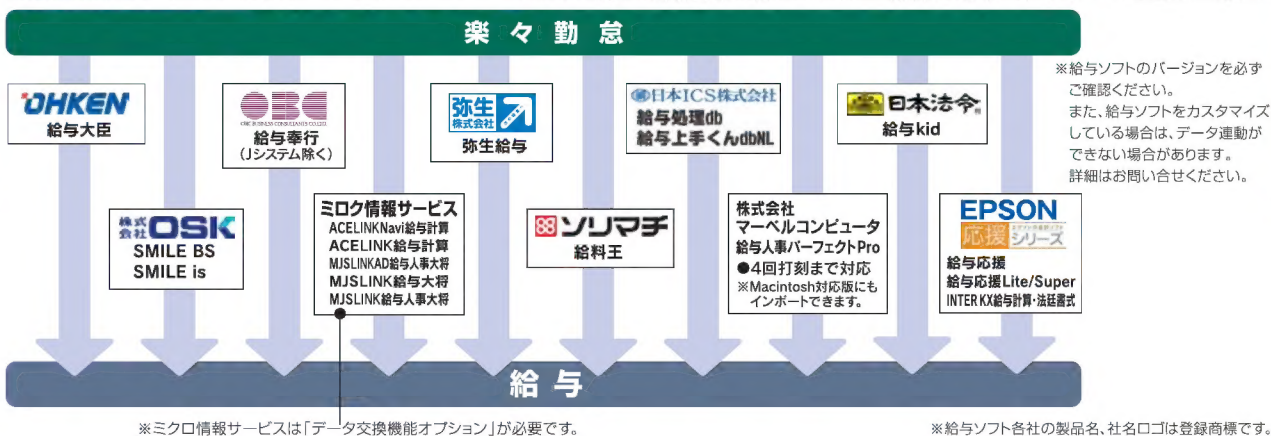 楽々勤怠
OHKEN
給与大臣
OBC
OBIC BUSINESS CONSULTANTS CO.,LTD.
給与奉行
(Jシステム除く)
弥生
株式会社
弥生給与
日本ICS株式会社
給与処理db
給与上手くんdbNL
日本法令
給与kid
※給与ソフトのバージョンを必ず
ご確認ください。
また、給与ソフトをカスタマイズ
している場合は、データ連動が
できない場合があります。
詳細はお問い合せください。
株式会社OSK
SMILE BS
SMILE is
ミロク情報サービス
ACELINKNavi給与計算
ACELINK給与計算
MJSLINKAD給与人事大将
MJSLINK給与大将
MJSLINK給与人事大将
ソリマチ
給料王
株式会社
マーベルコンピュータ
給与人事パーフェクトPro
●4回打刻まで対応
※Macintosh対応版にも
インポートできます。
EPSON
応援シリーズ
給与応援
給与応援Lite/Super
INTER KX給与計算・法廷調書
給与
※ミクロ情報サービスは「データ交換機能オプション」が必要です。
※給与ソフト各社の製品名、社名ロゴは登録商標です。